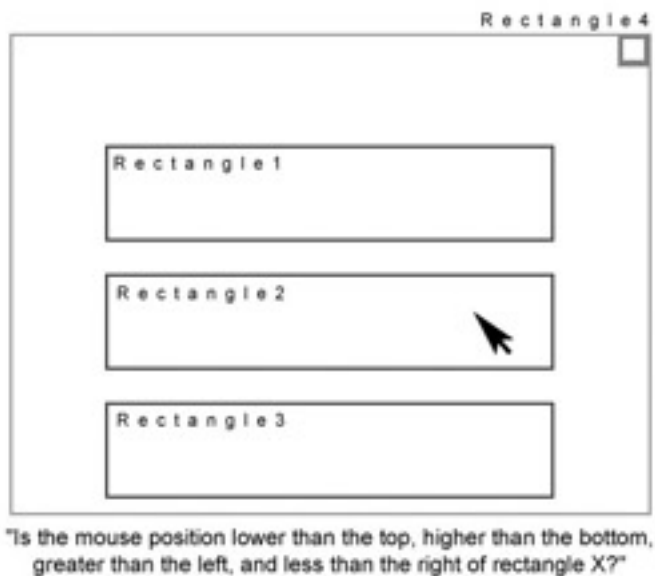 Rectangle4
Rectangle1
Rectangle2
Rectangle3
"Is the mouse position lower than the top, higher than the bottom,
greater than the left, and less than the right of rectangle X?"